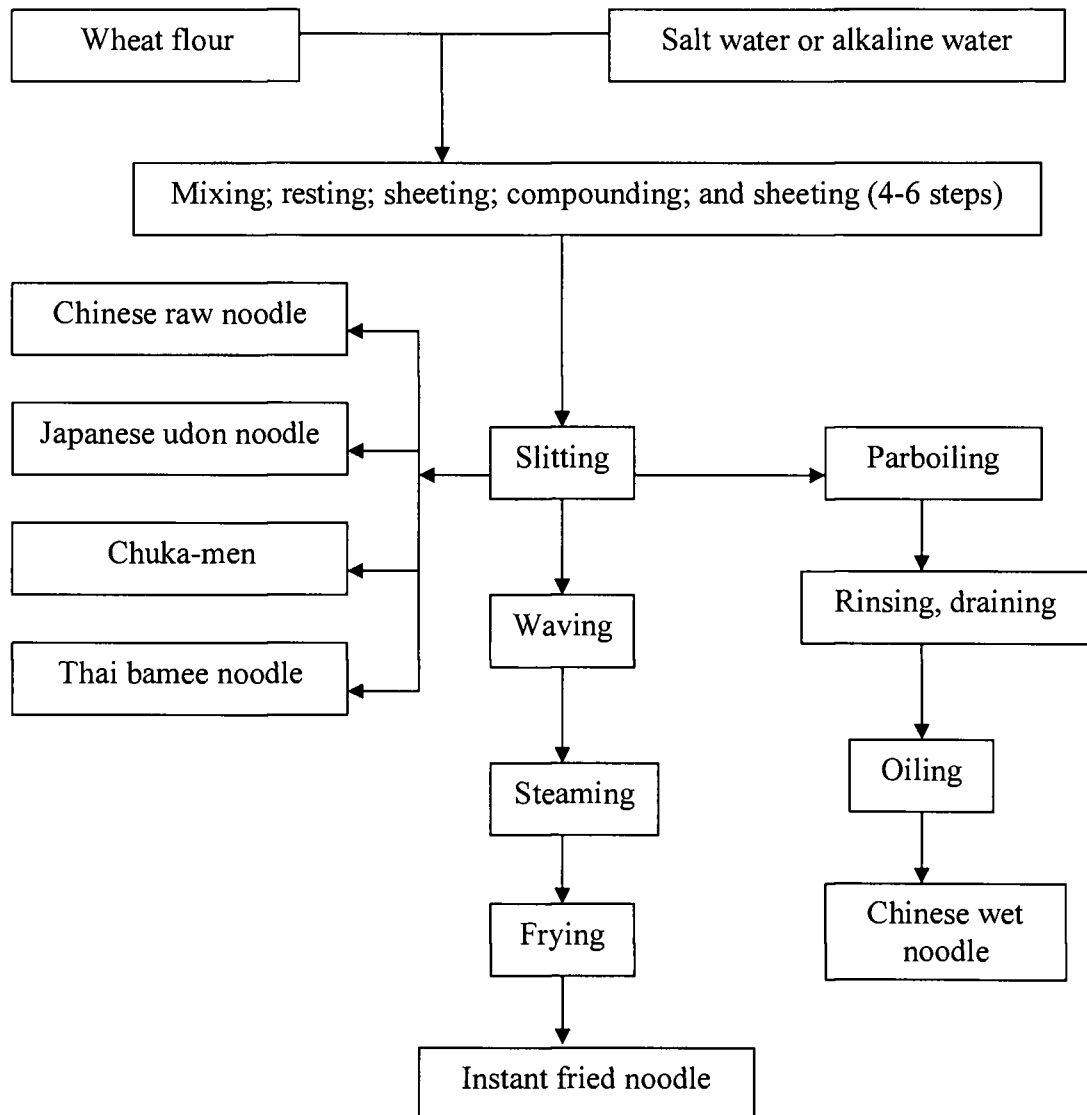 Wheat flour
Salt water or alkaline water
Mixing; resting; sheeting; compounding; and sheeting (4-6 steps)
Chinese raw noodle
Japanese udon noodle
Chuka-men
Thai bamee noodle
Slitting
Waving
Steaming
Frying
Instant fried noodle
Parboiling
Rinsing, draining
Oiling
Chinese wet
noodle